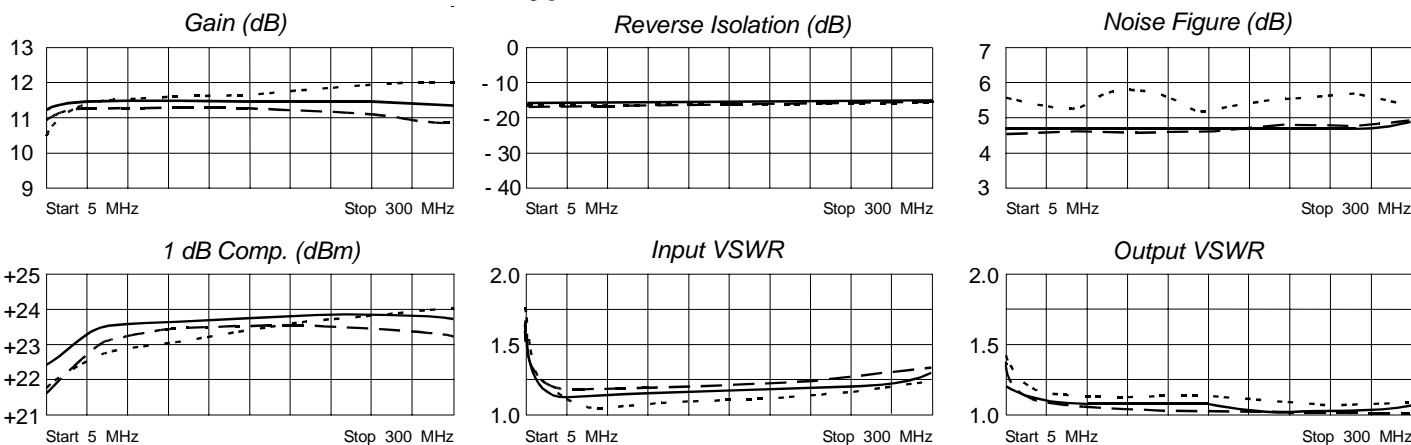 Gain (dB)
13
12
11
10
9
Start 5 MHz
Stop 300 MHz
Reverse Isolation (dB)
0
- 10
- 20
- 30
- 40
Start 5 MHz
Stop 300 MHz
Noise Figure (dB)
7
6
5
4
3
Start 5 MHz
Stop 300 MHz
1 dB Comp. (dBm)
+25
+24
+23
+22
+21
Start 5 MHz
Stop 300 MHz
Input VSWR
2.0
1.5
1.0
Start 5 MHz
Stop 300 MHz
Output VSWR
2.0
1.5
1.0
Start 5 MHz
Stop 300 MHz